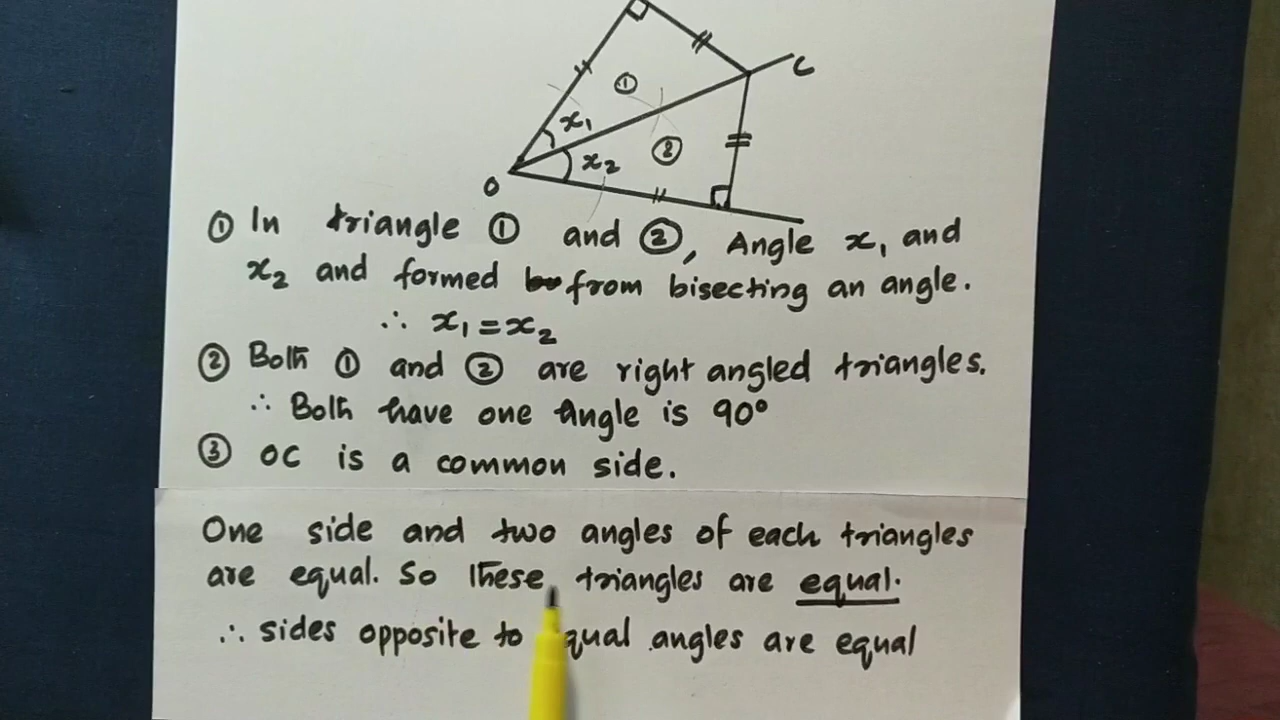 C
①
x₁
②
x₂
O
① In triangle ① and ②, Angle x₁ and
x₂ and formed from bisecting an angle.
∴ x₁ = x₂
② Both ① and ② are right angled triangles.
∴ Both have one Angle is 90°
③ OC is a common side.
One side and two angles of each triangles
are equal. So these triangles are equal.
∴ sides opposite to angles are equal